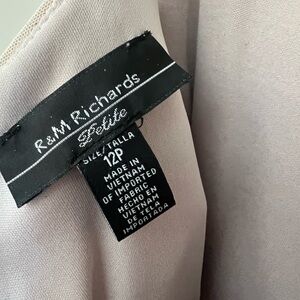 R&M Richards
Petite
SIZE/TALLA
12P
MADE IN
VIETNAM
OF IMPORTED
FABRIC
HECHO EN
VIETNAM
DE TELA
IMPORTADA